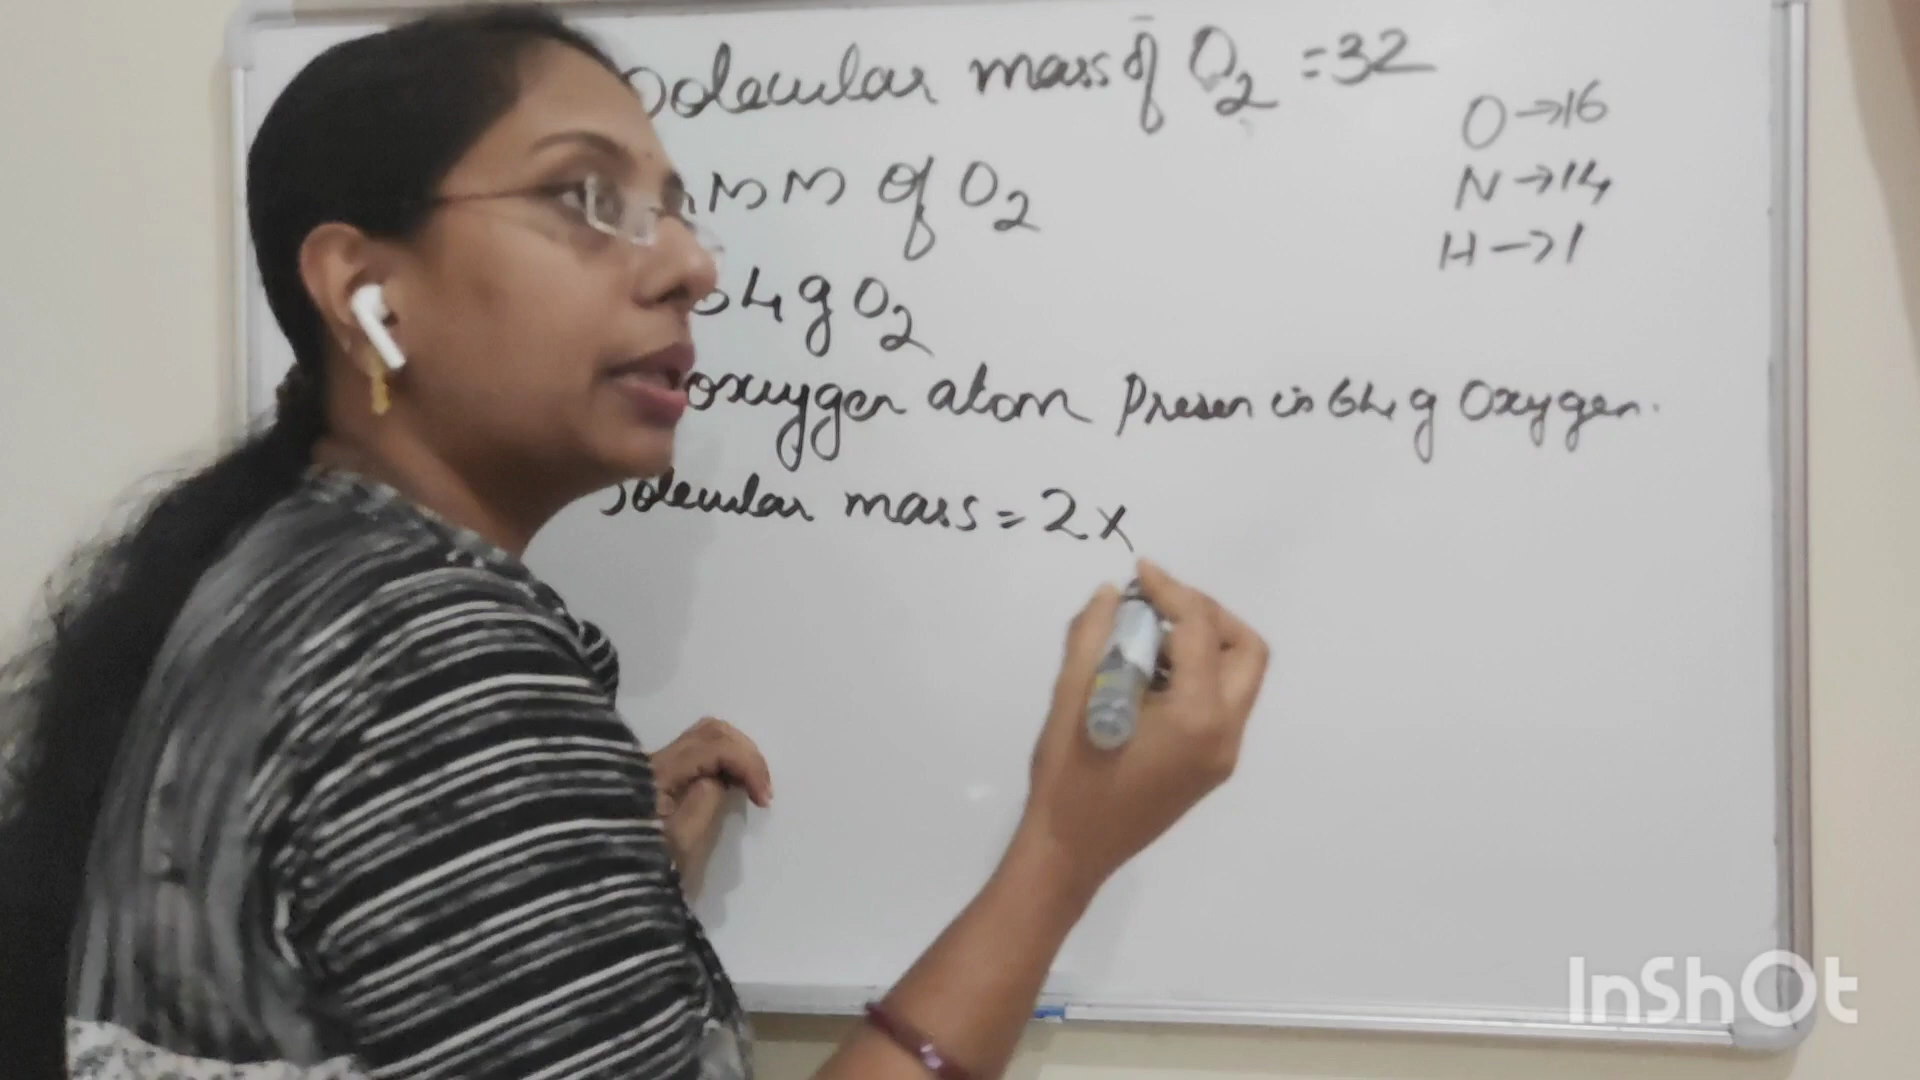 olecular mass of O2 = 32
O → 16
MM of O2
N → 14
H → 1
64 g O2
oxygen atom Presen in 64 g Oxygen.
olecular mass = 2 x
InShOt